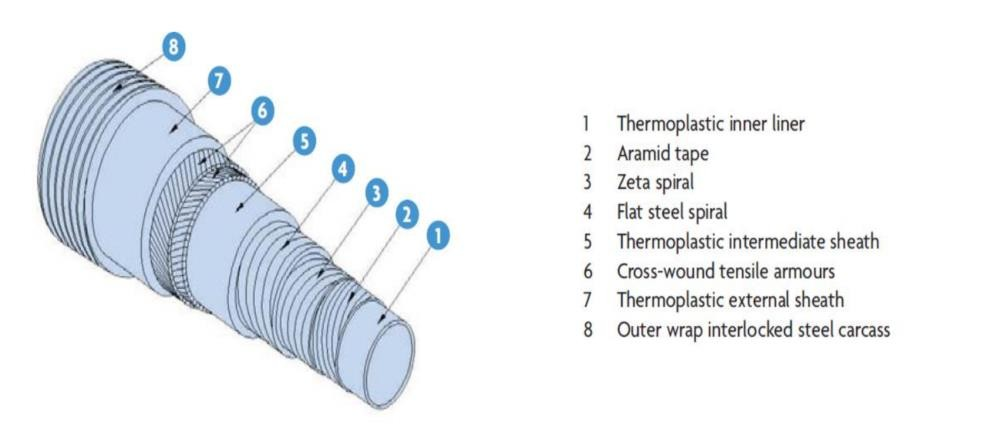 8
7
6
5
4
3
2
1
1 Thermoplastic inner liner
2 Aramid tape
3 Zeta spiral
4 Flat steel spiral
5 Thermoplastic intermediate sheath
6 Cross-wound tensile armours
7 Thermoplastic external sheath
8 Outer wrap interlocked steel carcass